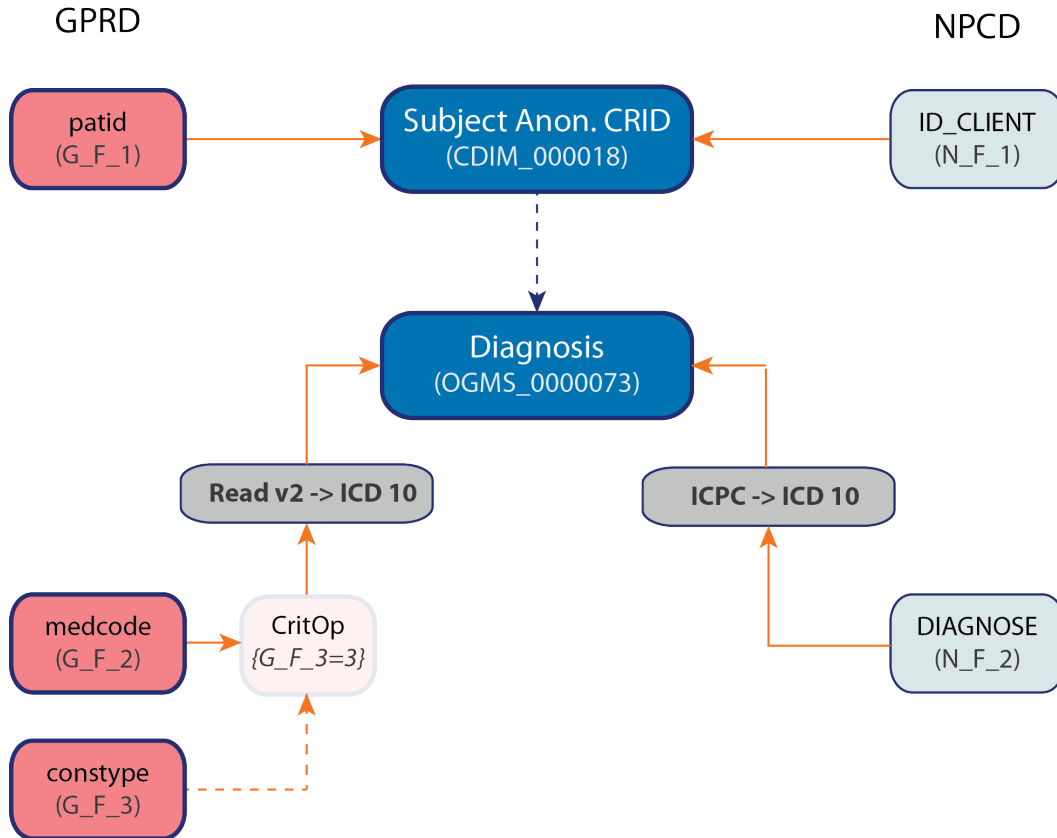 GPRD
NPCD
patid
(G_F_1)
Subject Anon. CRID
(CDIM_000018)
ID_CLIENT
(N_F_1)
Diagnosis
(OGMS_0000073)
Read v2 -> ICD 10
ICPC -> ICD 10
medcode
(G_F_2)
CritOp
{G_F_3=3}
DIAGNOSE
(N_F_2)
constype
(G_F_3)